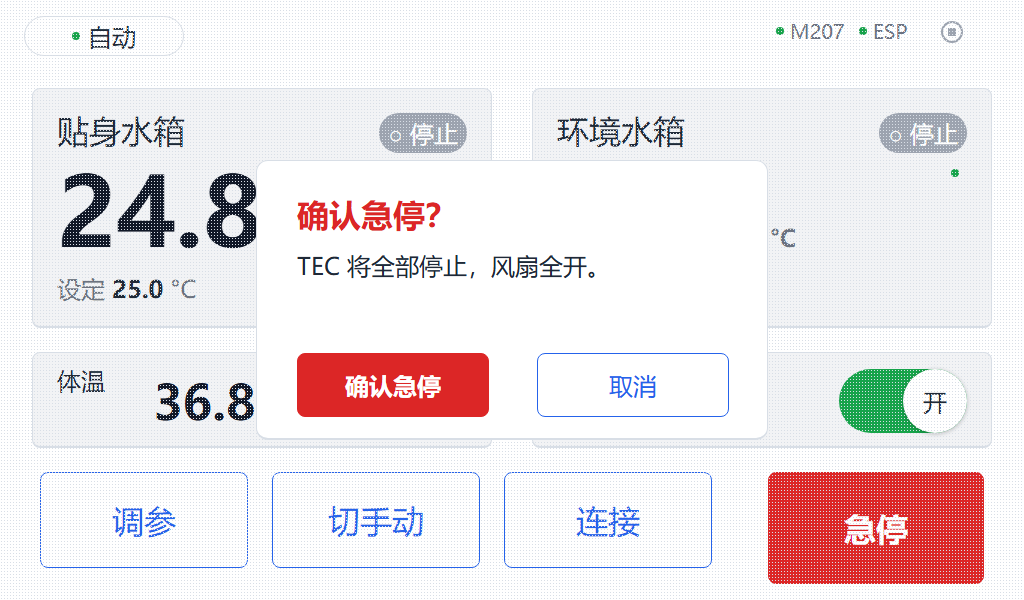 自动
M207
ESP
贴身水箱
停止
环境水箱
停止
24.8
°C
设定 25.0 °C
确认急停?
TEC 将全部停止，风扇全开。
确认急停
取消
体温
36.8
开
调参
切手动
连接
急停